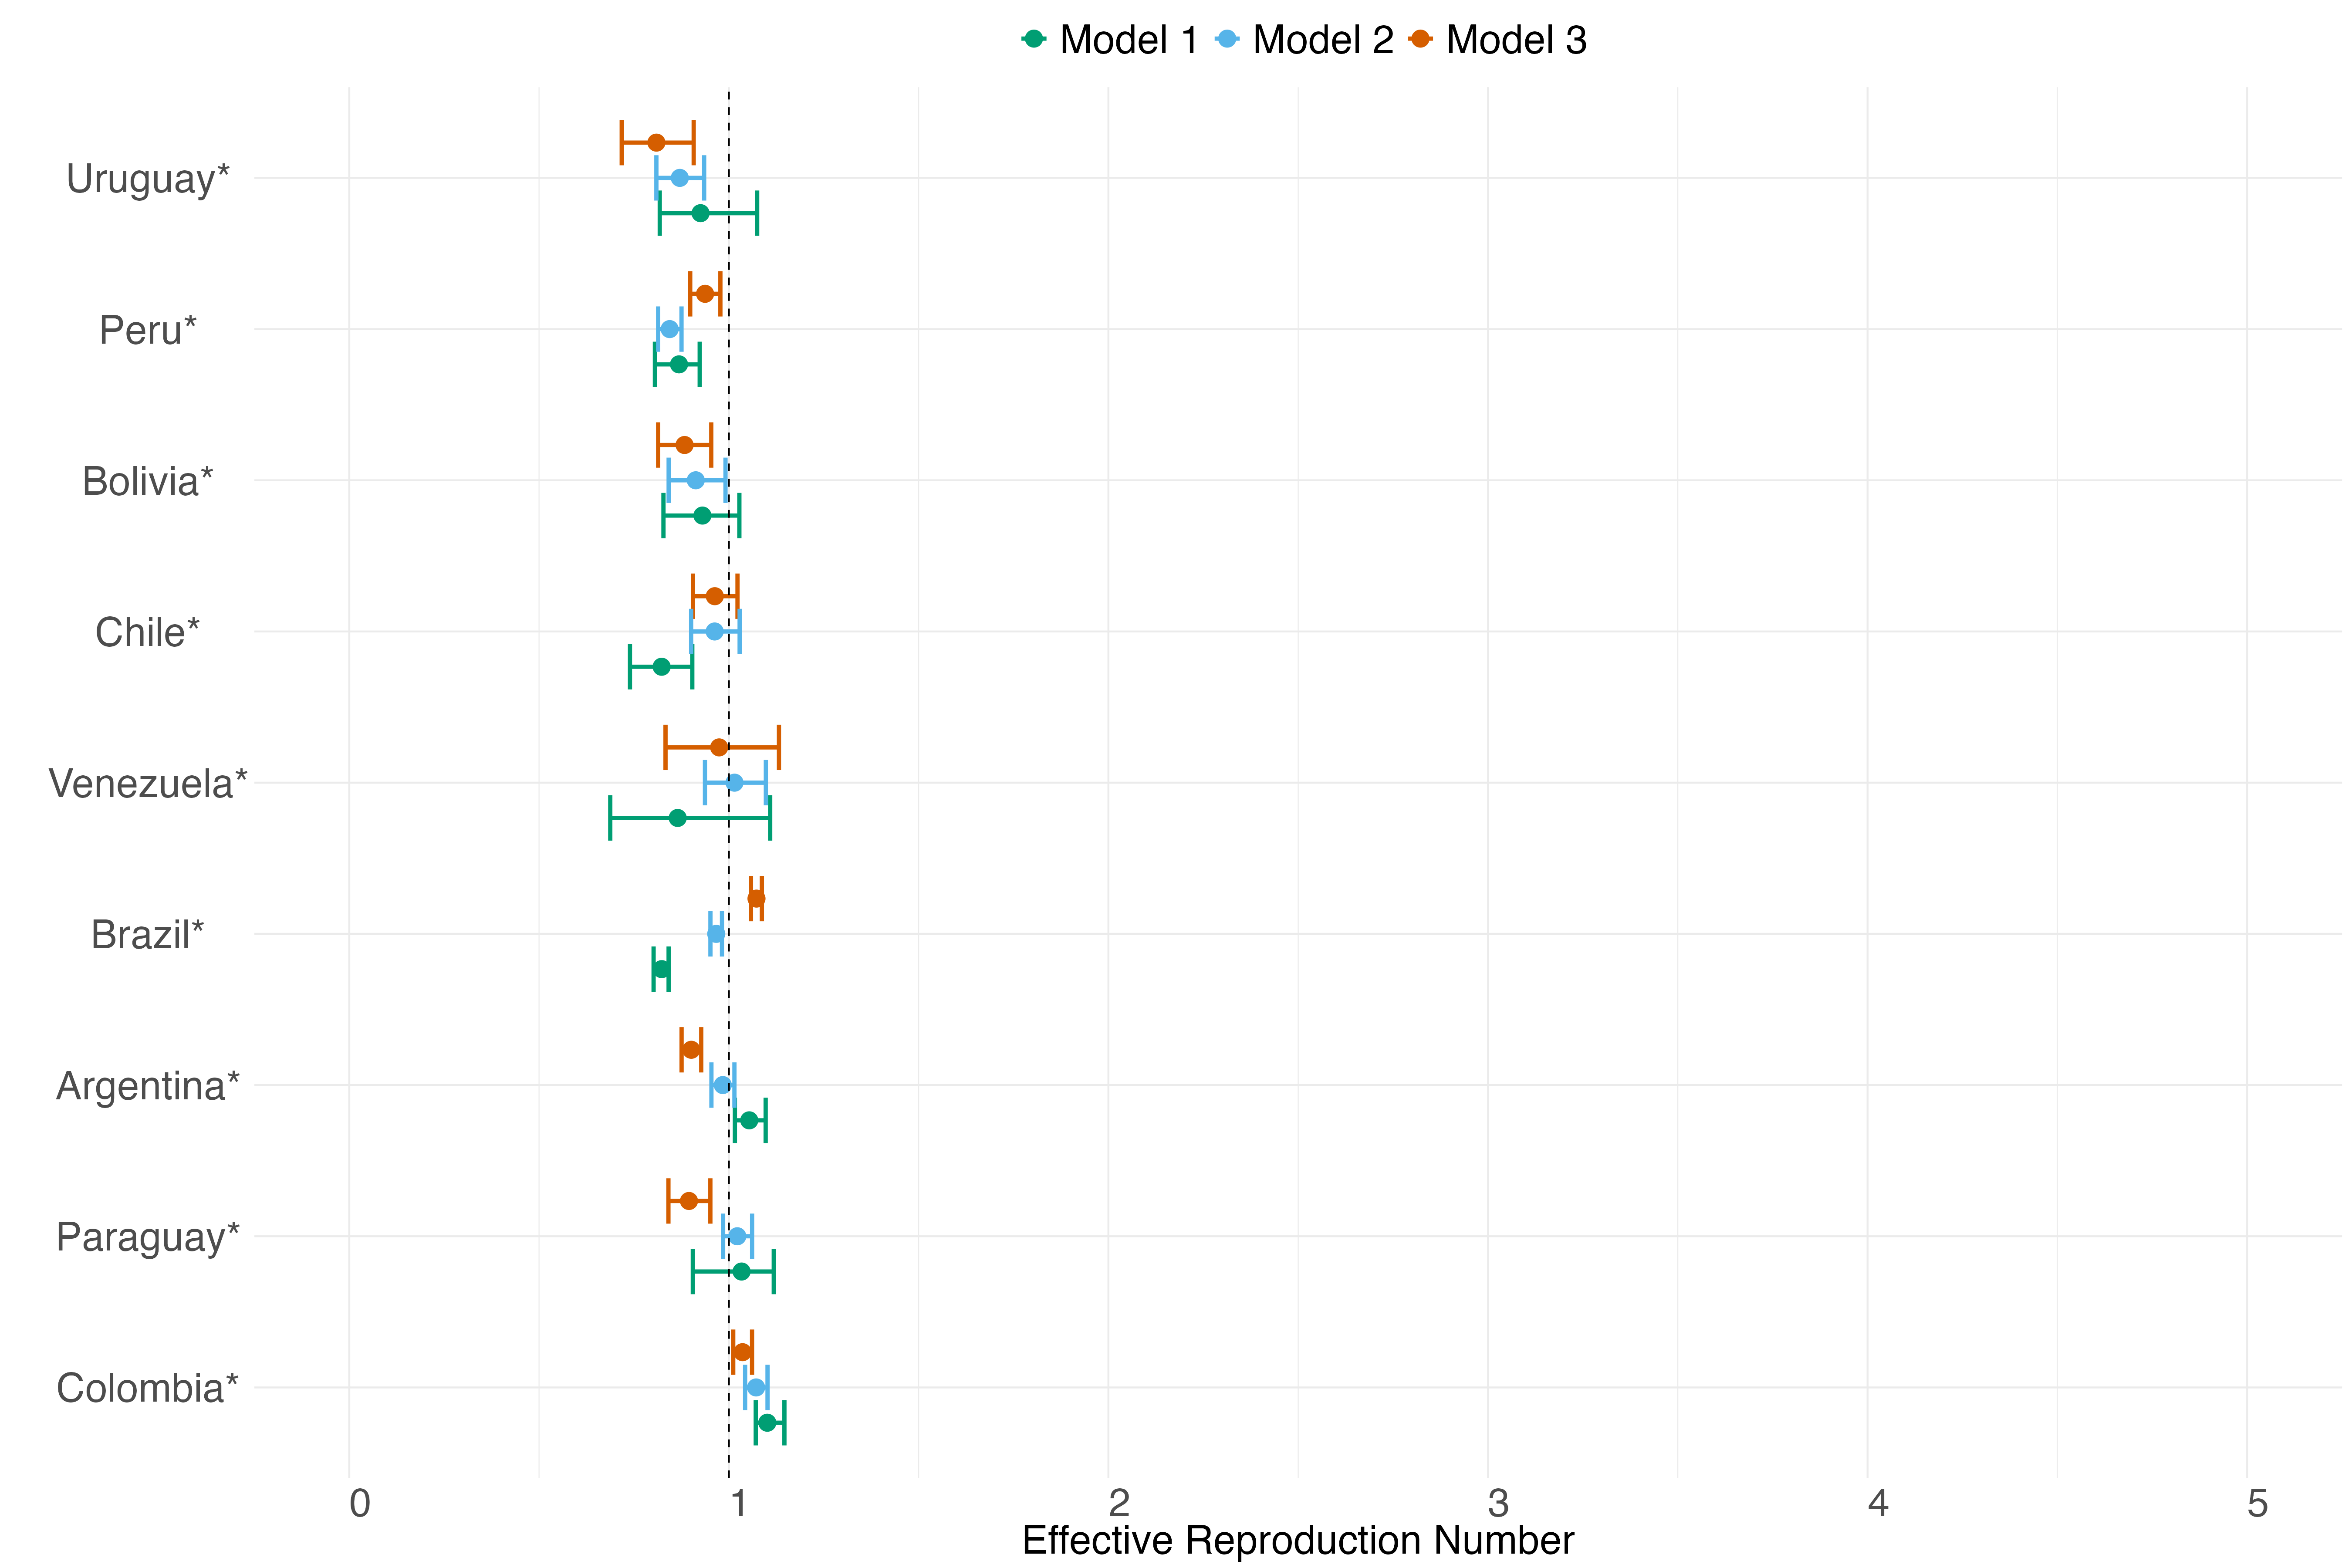 Model 1 Model 2 Model 3
Uruguay*
Peru*
Bolivia*
Chile*
Venezuela*
Brazil*
Argentina*
Paraguay*
Colombia*
0 1 2 3 4 5
Effective Reproduction Number